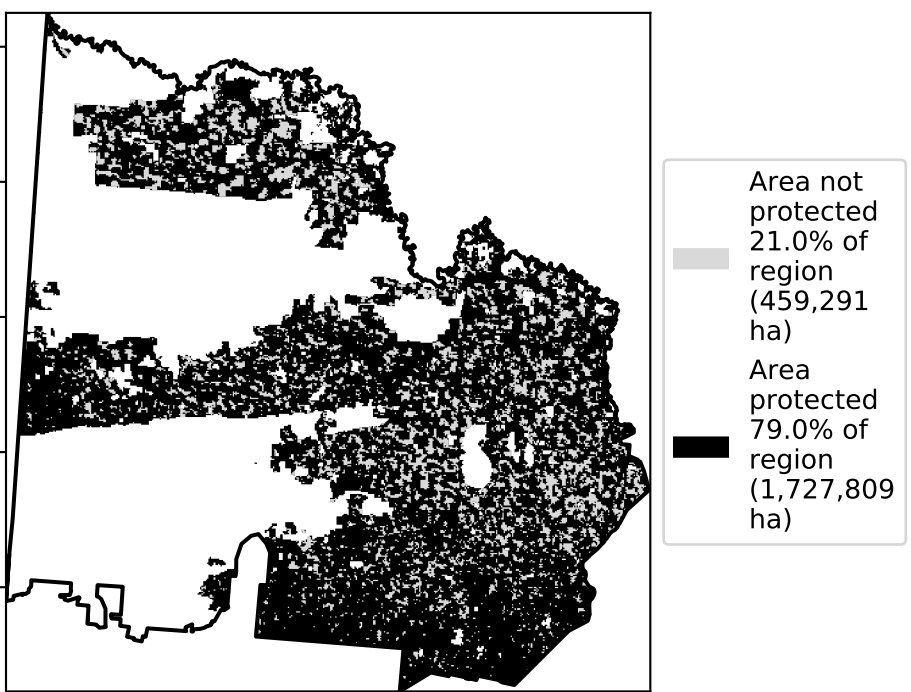 Area not
protected
21.0% of
region
(459,291
ha)
Area
protected
79.0% of
region
(1,727,809
ha)